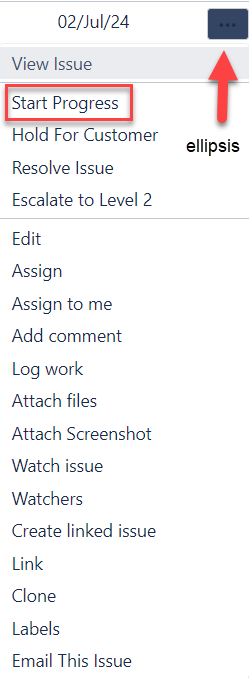 02/Jul/24 ...
View Issue
Start Progress
Hold For Customer
ellipsis
Resolve Issue
Escalate to Level 2
Edit
Assign
Assign to me
Add comment
Log work
Attach files
Attach Screenshot
Watch issue
Watchers
Create linked issue
Link
Clone
Labels
Email This Issue